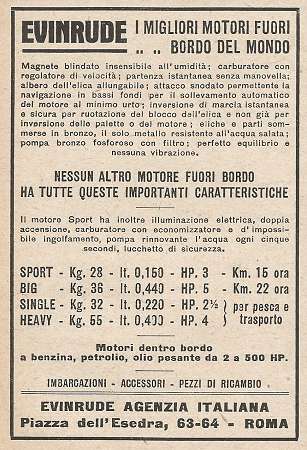 EVINRUDE I MIGLIORI MOTORI FUORI
„ „ BORDO DEL MONDO
Magnete blindato insensibile all'umidità; carburatore con
regolatore di velocità; partenza istantanea senza manovella;
albero dell'elica allungabile; attacco snodato permettente la
navigazione in bassi fondi per il sollevamento automatico
del motore al minimo urto; inversione di marcia istantanea
e sicura per ruotazione del blocco dell'elica e non già per
inversione delle palette o del motore; eliche e parti som-
merse in bronzo, il solo metallo resistente all'acqua salata;
pompa bronzo fosforoso con filtro; perfetto equilibrio e
nessuna vibrazione.
NESSUN ALTRO MOTORE FUORI BORDO
HA TUTTE QUESTE IMPORTANTI CARATTERISTICHE
Il motore Sport ha inoltre illuminazione elettrica, doppia
accensione, carburatore con economizzatore e d'impossi-
bile ingolfamento, pompa rinnovante l'acqua ogni cinque
secondi, lucchetto di sicurezza.
SPORT - Kg. 28 - lt. 0,150 - HP. 3 - Km. 15 ora
BIG - Kg. 36 - lt. 0,440 - HP. 5 - Km. 22 ora
SINGLE - Kg. 32 - lt. 0,220 - HP. 2½ } per pesca e
HEAVY - Kg. 55 - lt. 0,400 - HP. 4 } trasporto
Motori dentro bordo
a benzina, petrolio, olio pesante da 2 a 500 HP.
IMBARCAZIONI - ACCESSORI - PEZZI DI RICAMBIO
EVINRUDE AGENZIA ITALIANA
Piazza dell'Esedra, 63-64 - ROMA